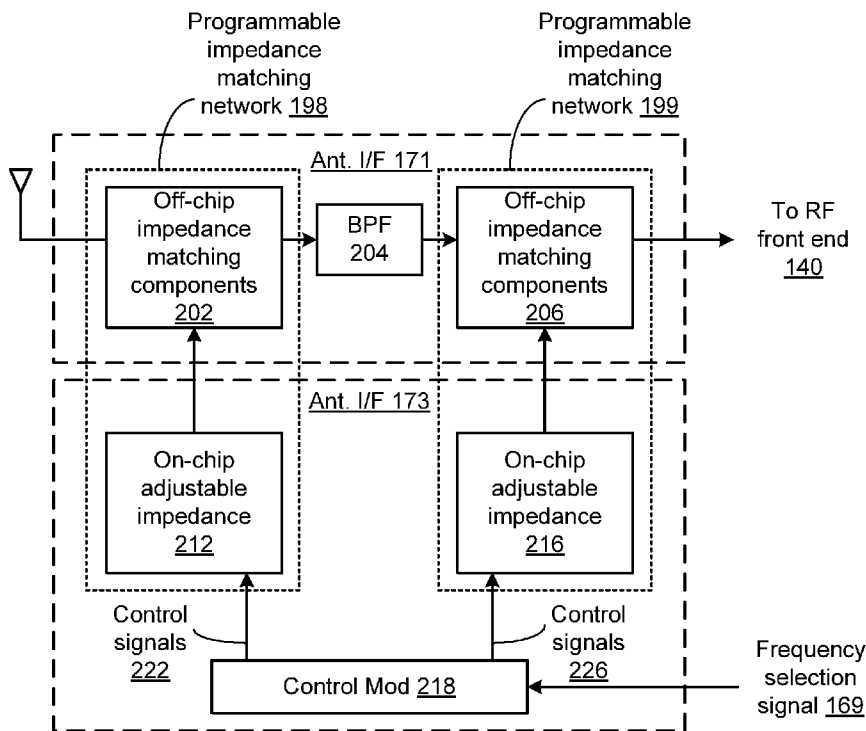 Programmable
impedance
matching
network 198
Programmable
impedance
matching
network 199
Ant. I/F 171
Off-chip
impedance
matching
components
202
BPF
204
Off-chip
impedance
matching
components
206
To RF
front end
140
Ant. I/F 173
On-chip
adjustable
impedance
212
On-chip
adjustable
impedance
216
Control
signals
222
Control
signals
226
Control Mod 218
Frequency
selection
signal 169